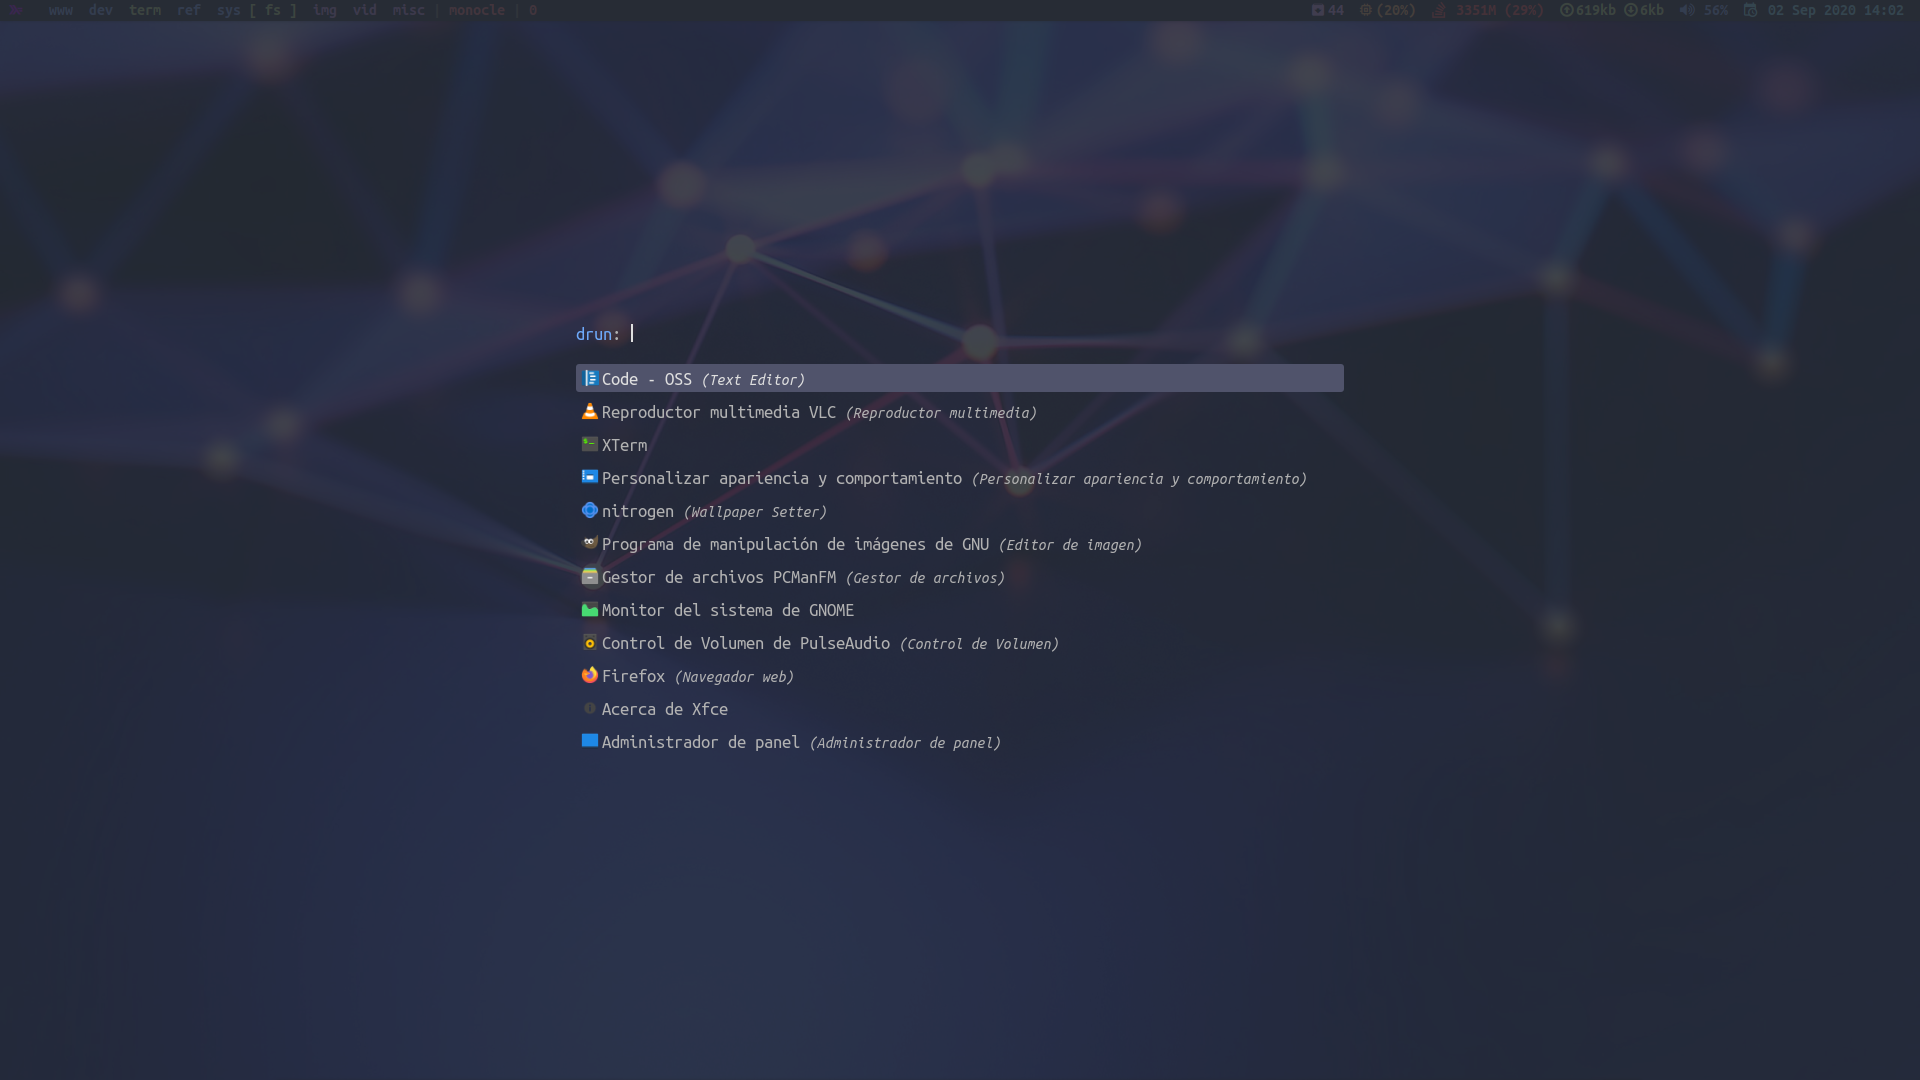 www dev term ref sys [ fs ] img vid misc | monocle | 0 44 (20%) 3351M (29%) 619kb 6kb 56% 02 Sep 2020 14:02
drun:
Code - OSS (Text Editor)
Reproductor multimedia VLC (Reproductor multimedia)
XTerm
Personalizar apariencia y comportamiento (Personalizar apariencia y comportamiento)
nitrogen (Wallpaper Setter)
Programa de manipulación de imágenes de GNU (Editor de imagen)
Gestor de archivos PCManFM (Gestor de archivos)
Monitor del sistema de GNOME
Control de Volumen de PulseAudio (Control de Volumen)
Firefox (Navegador web)
Acerca de Xfce
Administrador de panel (Administrador de panel)